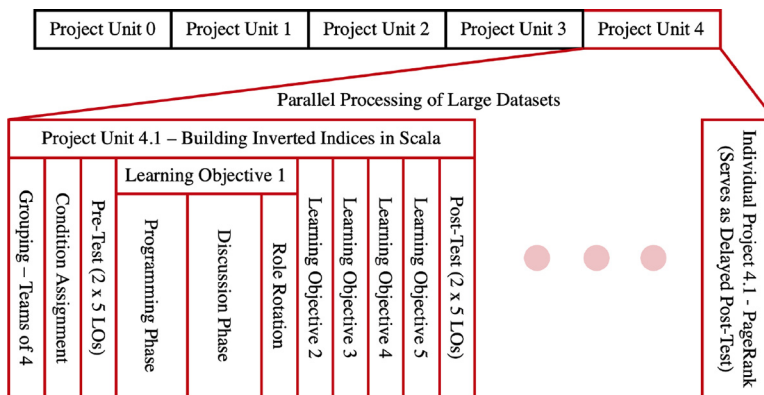 Project Unit 0
Project Unit 1
Project Unit 2
Project Unit 3
Project Unit 4
Parallel Processing of Large Datasets
Project Unit 4.1 – Building Inverted Indices in Scala
Grouping – Teams of 4
Condition Assignment
Pre-Test (2 x 5 LOs)
Learning Objective 1
Programming Phase
Discussion Phase
Role Rotation
Learning Objective 2
Learning Objective 3
Learning Objective 4
Learning Objective 5
Post-Test (2 x 5 LOs)
Individual Project 4.1 - PageRank
(Serves as Delayed Post-Test)